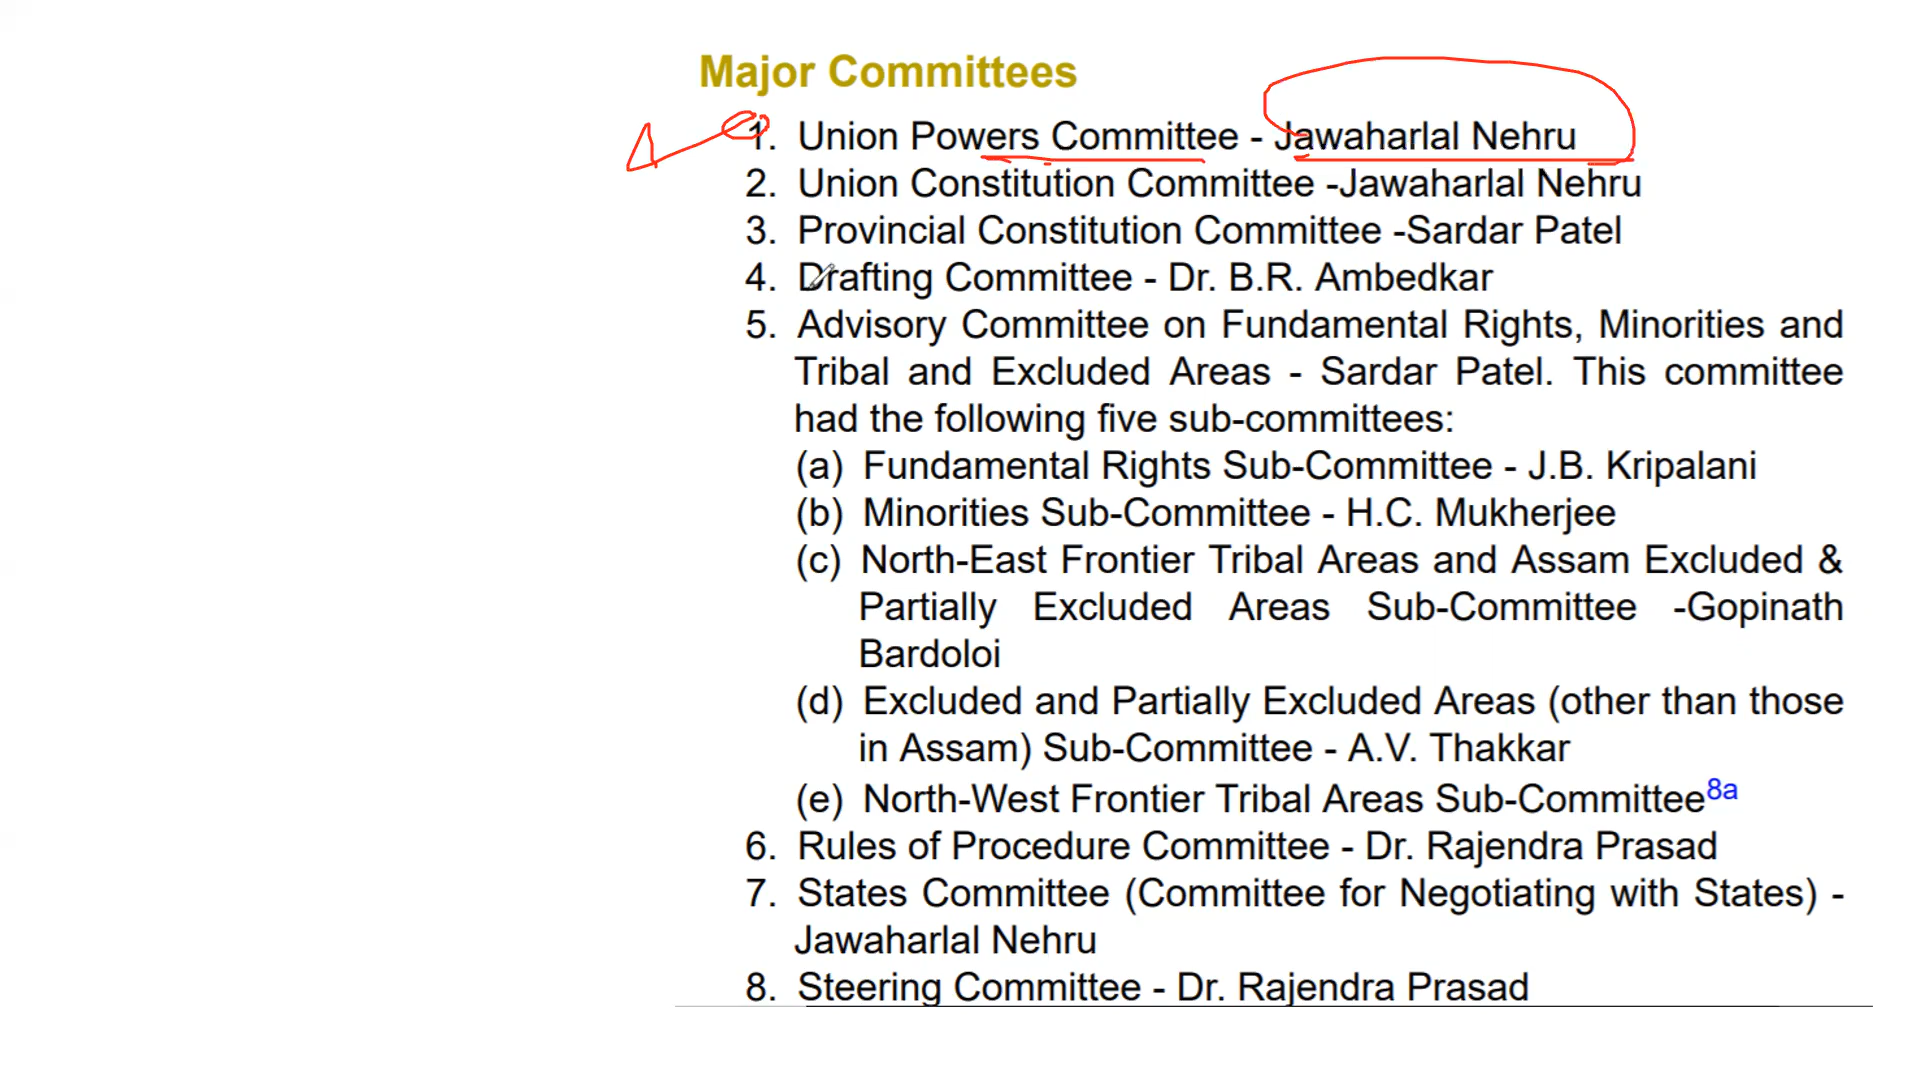 Major Committees
1. Union Powers Committee - Jawaharlal Nehru
2. Union Constitution Committee -Jawaharlal Nehru
3. Provincial Constitution Committee -Sardar Patel
4. Drafting Committee - Dr. B.R. Ambedkar
5. Advisory Committee on Fundamental Rights, Minorities and
Tribal and Excluded Areas - Sardar Patel. This committee
had the following five sub-committees:
(a) Fundamental Rights Sub-Committee - J.B. Kripalani
(b) Minorities Sub-Committee - H.C. Mukherjee
(c) North-East Frontier Tribal Areas and Assam Excluded &
Partially Excluded Areas Sub-Committee -Gopinath
Bardoloi
(d) Excluded and Partially Excluded Areas (other than those
in Assam) Sub-Committee - A.V. Thakkar
(e) North-West Frontier Tribal Areas Sub-Committee8a
6. Rules of Procedure Committee - Dr. Rajendra Prasad
7. States Committee (Committee for Negotiating with States) -
Jawaharlal Nehru
8. Steering Committee - Dr. Rajendra Prasad